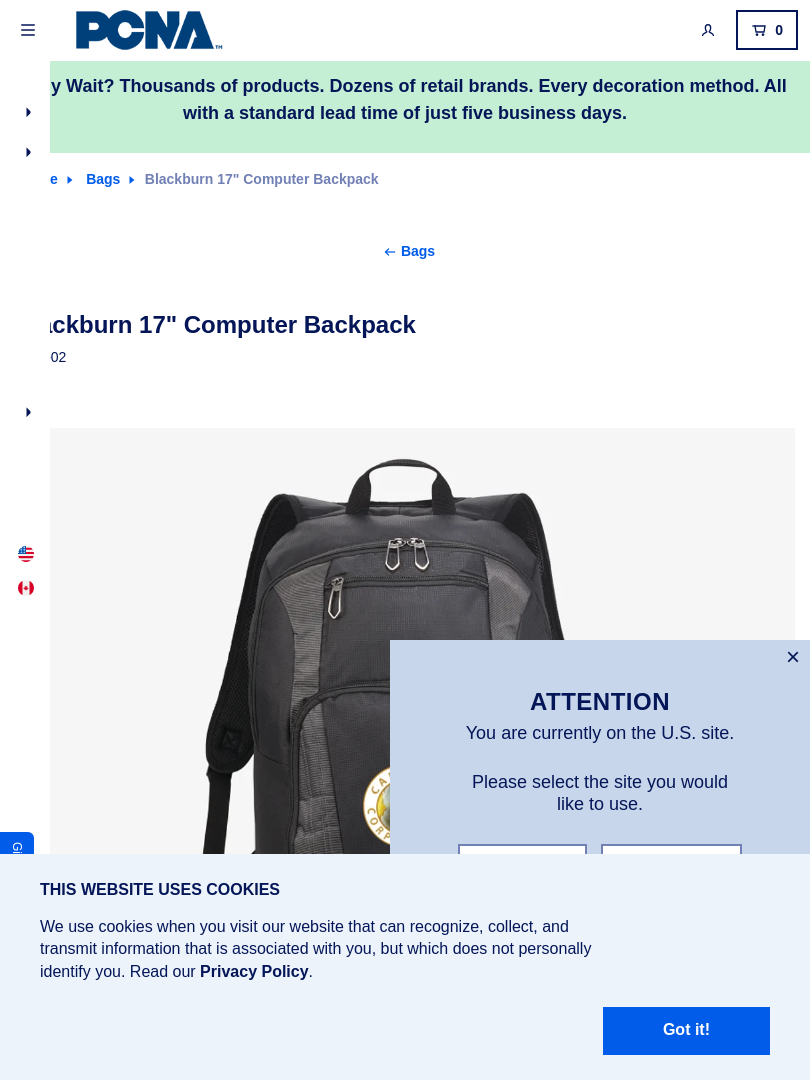 PCNA™
0
y Wait? Thousands of products. Dozens of retail brands. Every decoration method. All
with a standard lead time of just five business days.
e Bags Blackburn 17" Computer Backpack
← Bags
ackburn 17" Computer Backpack
02
ATTENTION
You are currently on the U.S. site.
Please select the site you would
like to use.
THIS WEBSITE USES COOKIES
We use cookies when you visit our website that can recognize, collect, and
transmit information that is associated with you, but which does not personally
identify you. Read our Privacy Policy.
Got it!